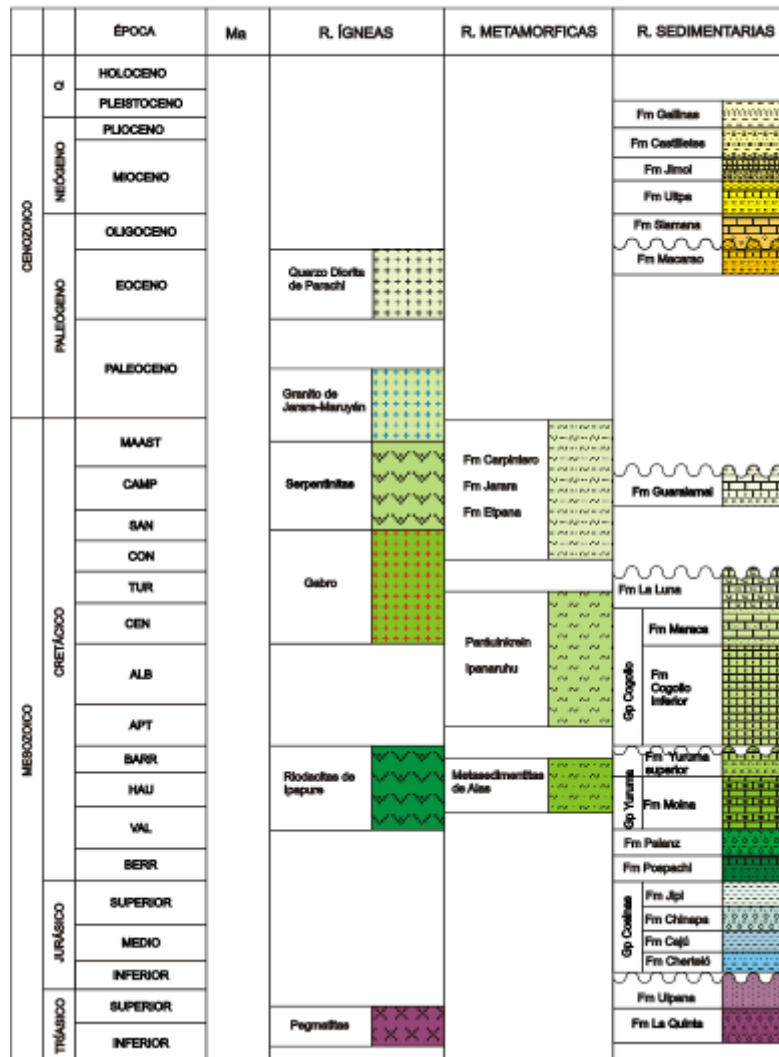 ÉPOCA
Ma
R. ÍGNEAS
R. METAMORFICAS
R. SEDIMENTARIAS
CENOZOICO
MESOZOICO
Q
NEÓGENO
PALEÓGENO
CRETÁCICO
JURÁSICO
TRÍASICO
HOLOCENO
PLEISTOCENO
PLIOCENO
MIOCENO
OLIGOCENO
EOCENO
PALEOCENO
MAAST
CAMP
SAN
CON
TUR
CEN
ALB
APT
BARR
HAU
VAL
BERR
SUPERIOR
MEDIO
INFERIOR
SUPERIOR
INFERIOR
Quarzo Diorita
de Parachi
Granito de
Jarara-Maruyén
Serpentinitas
Gabro
Riodacitas de
Ipapure
Pegmatitas
Fm Carpintero
Fm Jarara
Fm Etpana
Ipanaruhu
Metasedimentitas
de Alas
Fm Gallinas
Fm Castilletes
Fm Jimol
Fm Uitpa
Fm Siamana
Fm Macarao
Fm Guaralamai
Fm La Luna
Gp Cogollo
Fm Maraca
Fm
Cogollo
Inferior
Gp Yuruma
Fm Yuruma
superior
Fm Moina
Fm Palanz
Fm Pospachi
Gp Cosinas
Fm Jipi
Fm Chinapa
Fm Cajú
Fm Cherteló
Fm Uipana
Fm La Quinta